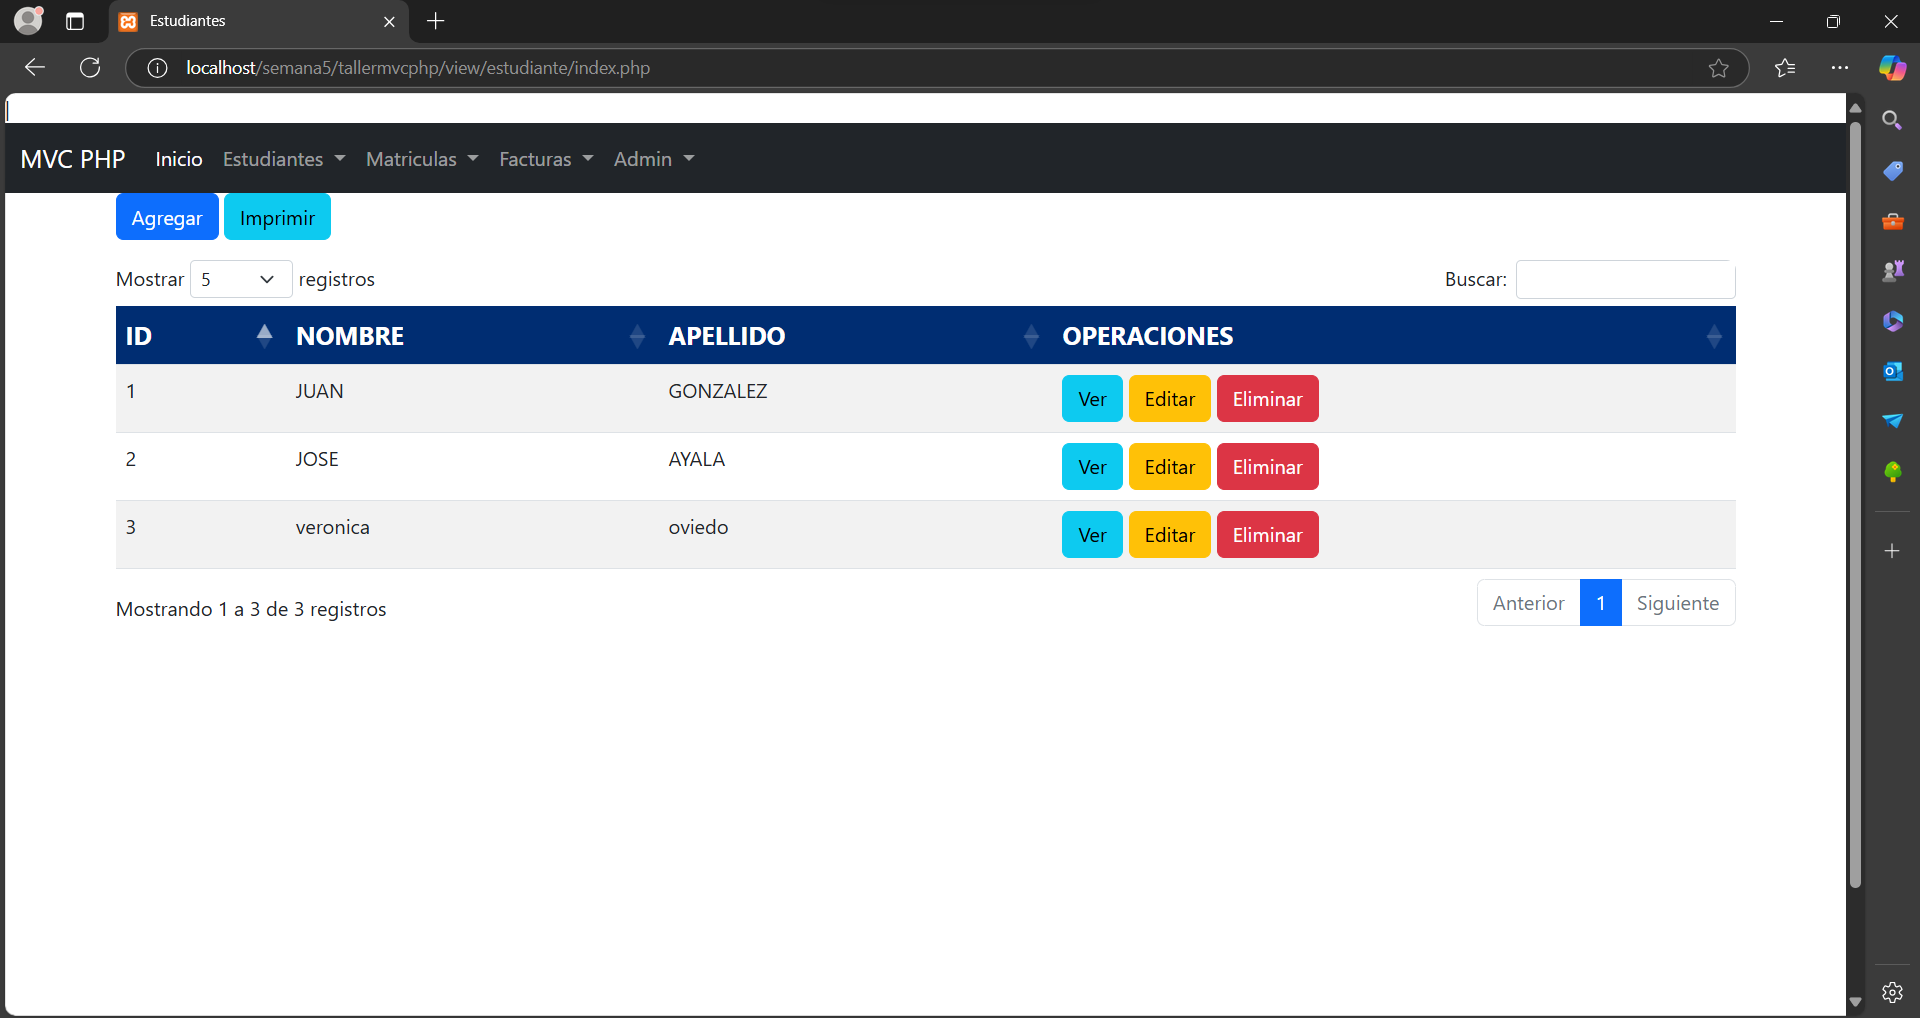 Estudiantes
localhost/semana5/tallermvcphp/view/estudiante/index.php
MVC PHP Inicio Estudiantes Matriculas Facturas Admin
Agregar Imprimir
Mostrar 5 registros Buscar:
ID NOMBRE APELLIDO OPERACIONES
1 JUAN GONZALEZ Ver Editar Eliminar
2 JOSE AYALA Ver Editar Eliminar
3 veronica oviedo Ver Editar Eliminar
Mostrando 1 a 3 de 3 registros Anterior 1 Siguiente